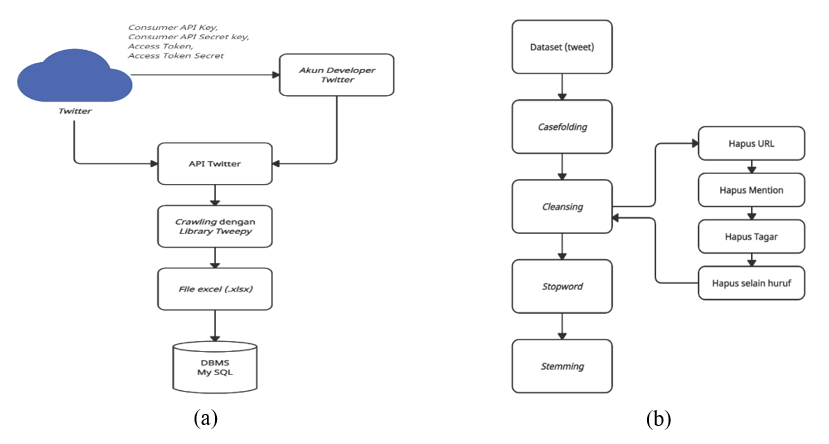 Consumer API Key,
Consumer API Secret key,
Access Token,
Access Token Secret
Twitter
Akun Developer
Twitter
API Twitter
Crawling dengan
Library Tweepy
File excel (.xlsx)
DBMS
My SQL
(a)
Dataset (tweet)
Casefolding
Cleansing
Stopword
Stemming
Hapus URL
Hapus Mention
Hapus Tagar
Hapus selain huruf
(b)